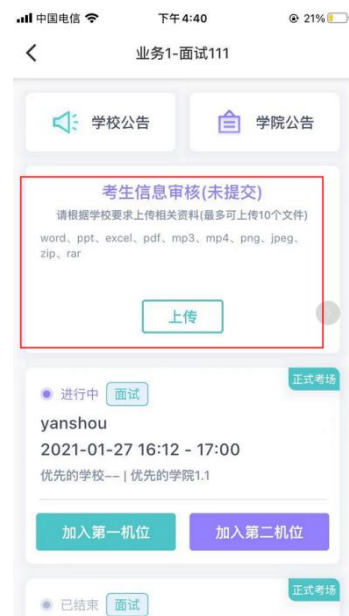 中国电信 下午4:40 21%
业务1-面试111
学校公告 学院公告
考生信息审核(未提交)
请根据学校要求上传相关资料(最多可上传10个文件)
word、ppt、excel、pdf、mp3、mp4、png、jpeg、
zip、rar
上传
正式考场
进行中 面试
yanshou
2021-01-27 16:12 - 17:00
优先的学校-- | 优先的学院1.1
加入第一机位 加入第二机位
正式考场
已结束 面试